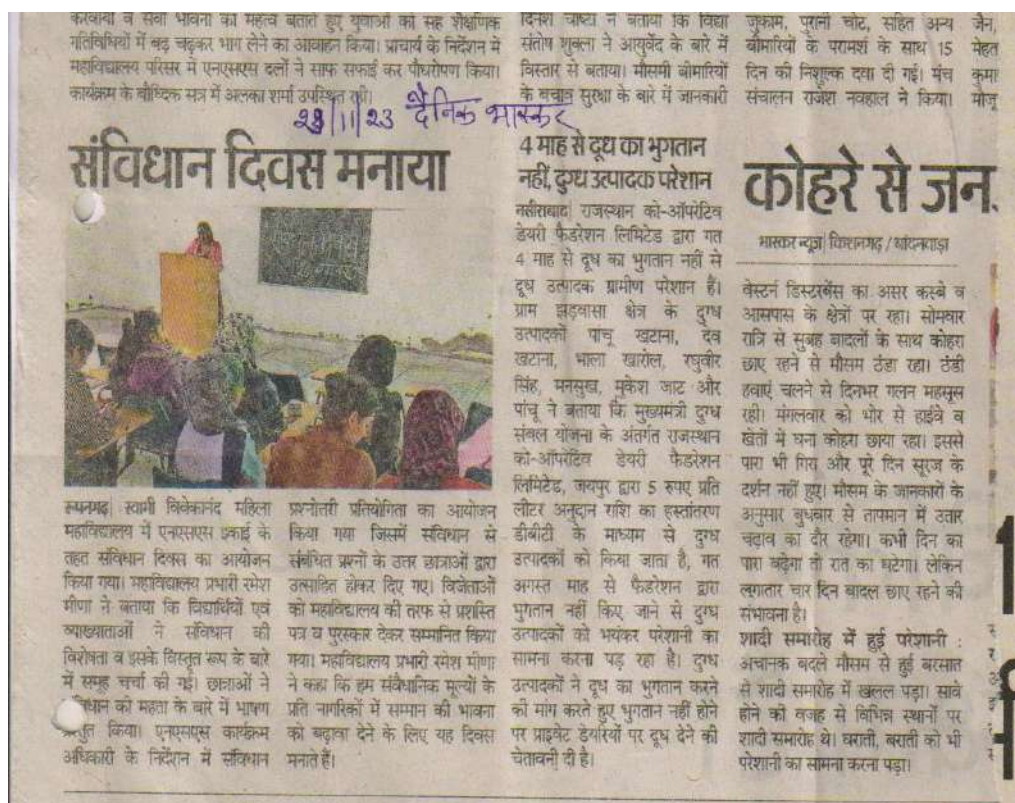 करवायी व सेवा भावना का महत्व बताते हुए युवाओं को सह शैक्षणिक
गतिविधियों में बढ़ चढ़कर भाग लेने का आवाहन किया। प्राचार्य के निर्देशन में
महाविद्यालय परिसर में एनएसएस दलों ने साफ सफाई कर पौधरोपण किया।
कार्यक्रम के बौध्दिक सत्र में अलका शर्मा उपस्थित रही।
दिनेश चाष्टा ने बताया कि विद्या
संतोष शुक्ला ने आयुर्वेद के बारे में
विस्तार से बताया। मौसमी बीमारियों
के बचाव सुरक्षा के बारे में जानकारी
जुकाम, पुरानी चोट, सहित अन्य
बीमारियों के परामर्श के साथ 15
दिन की निशुल्क दवा दी गई। मंच
संचालन राजेश नवहाल ने किया।
जैन,
मेहत
कुमा
मौजू
29/11/23 दैनिक भास्कर
संविधान दिवस मनाया
रूपनगढ़| स्वामी विवेकानंद महिला
महाविद्यालय में एनएसएस इकाई के
तहत संविधान दिवस का आयोजन
किया गया। महाविद्यालय प्रभारी रमेश
मीणा ने बताया कि विद्यार्थियों एवं
व्याख्याताओं ने संविधान की
विशेषता व इसके विस्तृत रूप के बारे
में समूह चर्चा की गई। छात्राओं ने
विधान की महता के बारे में भाषण
प्रस्तुत किया। एनएसएस कार्यक्रम
अधिकारी के निर्देशन में संविधान
प्रश्नोतरी प्रतियोगिता का आयोजन
किया गया जिसमें संविधान से
संबंधित प्रश्नों के उत्तर छात्राओं द्वारा
उत्साहित होकर दिए गए। विजेताओं
को महाविद्यालय की तरफ से प्रशस्ति
पत्र व पुरस्कार देकर सम्मानित किया
गया। महाविद्यालय प्रभारी रमेश मीणा
ने कहा कि हम संवैधानिक मूल्यों के
प्रति नागरिकों में सम्मान की भावना
को बढ़ावा देने के लिए यह दिवस
मनाते हैं।
4 माह से दूध का भुगतान
नहीं, दुग्ध उत्पादक परेशान
नसीराबाद| राजस्थान को-ऑपरेटिव
डेयरी फैडरेशन लिमिटेड द्वारा गत
4 माह से दूध का भुगतान नहीं से
दूध उत्पादक ग्रामीण परेशान हैं।
ग्राम झड़वासा क्षेत्र के दुग्ध
उत्पादकों पांचू खटाना, देव
खटाना, भाला खारोल, रघुवीर
सिंह, मनसुख, मुकेश जाट और
पांचू ने बताया कि मुख्यमंत्री दुग्ध
संबल योजना के अंतर्गत राजस्थान
को-ऑपरेटिव डेयरी फैडरेशन
लिमिटेड, जयपुर द्वारा 5 रुपए प्रति
लीटर अनुदान राशि का हस्तांतरण
डीबीटी के माध्यम से दुग्ध
उत्पादकों को किया जाता है, गत
अगस्त माह से फैडरेशन द्वारा
भुगतान नहीं किए जाने से दुग्ध
उत्पादकों को भयंकर परेशानी का
सामना करना पड़ रहा है। दुग्ध
उत्पादकों ने दूध का भुगतान करने
की मांग करते हुए भुगतान नहीं होने
पर प्राइवेट डेयरियों पर दूध देने की
चेतावनी दी है।
कोहरे से जन
भास्कर न्यूज| किशनगढ़ / बांदनवाड़ा
वेस्टर्न डिस्टरबेंस का असर कस्बे व
आसपास के क्षेत्रों पर रहा। सोमवार
रात्रि से सुबह बादलों के साथ कोहरा
छाए रहने से मौसम ठंडा रहा। ठंडी
हवाएं चलने से दिनभर गलन महसूस
रही। मंगलवार को भौर से हाईवे व
खेतों में घना कोहरा छाया रहा। इससे
पारा भी गिरा और पूरे दिन सूरज के
दर्शन नहीं हुए। मौसम के जानकारों के
अनुसार बुधवार से तापमान में उतार
चढ़ाव का दौर रहेगा। कभी दिन का
पारा चढ़ेगा तो रात का घटेगा। लेकिन
लगातार चार दिन बादल छाए रहने की
संभावना है।
शादी समारोह में हुई परेशानी :
अचानक बदले मौसम से हुई बरसात
से शादी समारोह में खलल पड़ा। सावे
होने की वजह से विभिन्न स्थानों पर
शादी समारोह थे। घराती, बराती को भी
परेशानी का सामना करना पड़ा।